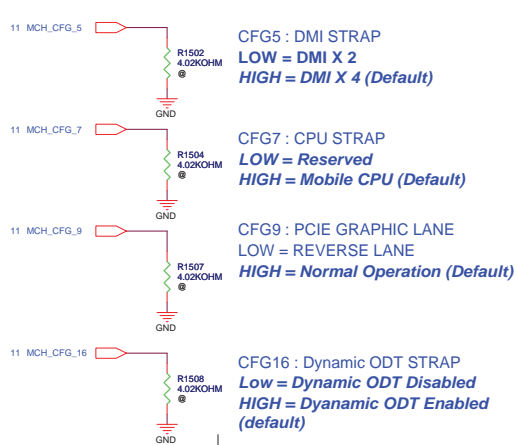 11 MCH_CFG_5
R1502
4.02KOHM
@
GND
CFG5 : DMI STRAP
LOW = DMI X 2
HIGH = DMI X 4 (Default)
11 MCH_CFG_7
R1504
4.02KOHM
@
GND
CFG7 : CPU STRAP
LOW = Reserved
HIGH = Mobile CPU (Default)
11 MCH_CFG_9
R1507
4.02KOHM
@
GND
CFG9 : PCIE GRAPHIC LANE
LOW = REVERSE LANE
HIGH = Normal Operation (Default)
11 MCH_CFG_16
R1508
4.02KOHM
@
GND
CFG16 : Dynamic ODT STRAP
Low = Dynamic ODT Disabled
HIGH = Dyanamic ODT Enabled
(default)